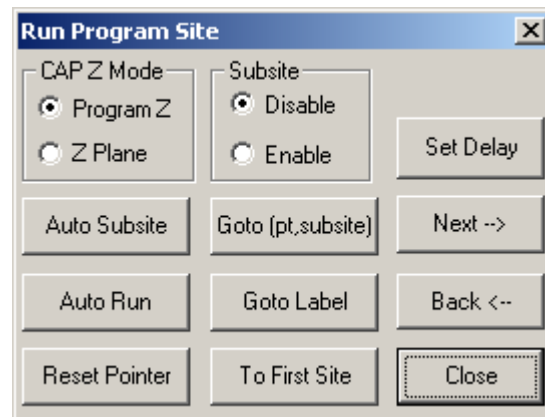 Run Program Site
CAP Z Mode
Program Z
Z Plane
Subsite
Disable
Enable
Set Delay
Auto Subsite
Goto (pt,subsite)
Next -->
Auto Run
Goto Label
Back <--
Reset Pointer
To First Site
Close